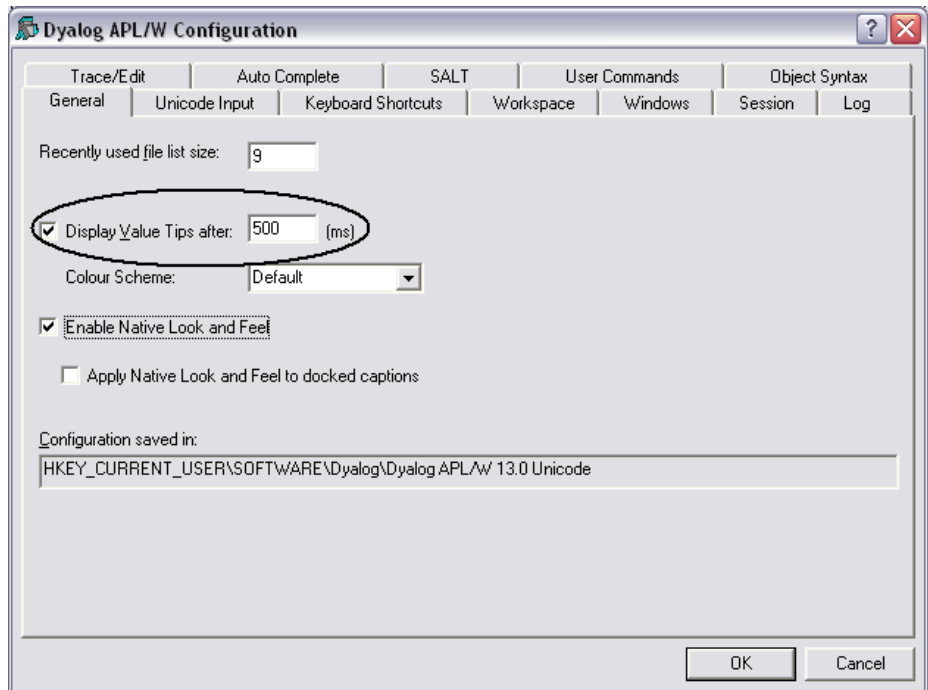 Dyalog APL/W Configuration
Trace/Edit Auto Complete SALT User Commands Object Syntax
General Unicode Input Keyboard Shortcuts Workspace Windows Session Log
Recently used file list size: 9
Display Value Tips after: 500 (ms)
Colour Scheme: Default
Enable Native Look and Feel
Apply Native Look and Feel to docked captions
Configuration saved in:
HKEY_CURRENT_USER\SOFTWARE\Dyalog\Dyalog APL/W 13.0 Unicode
OK Cancel